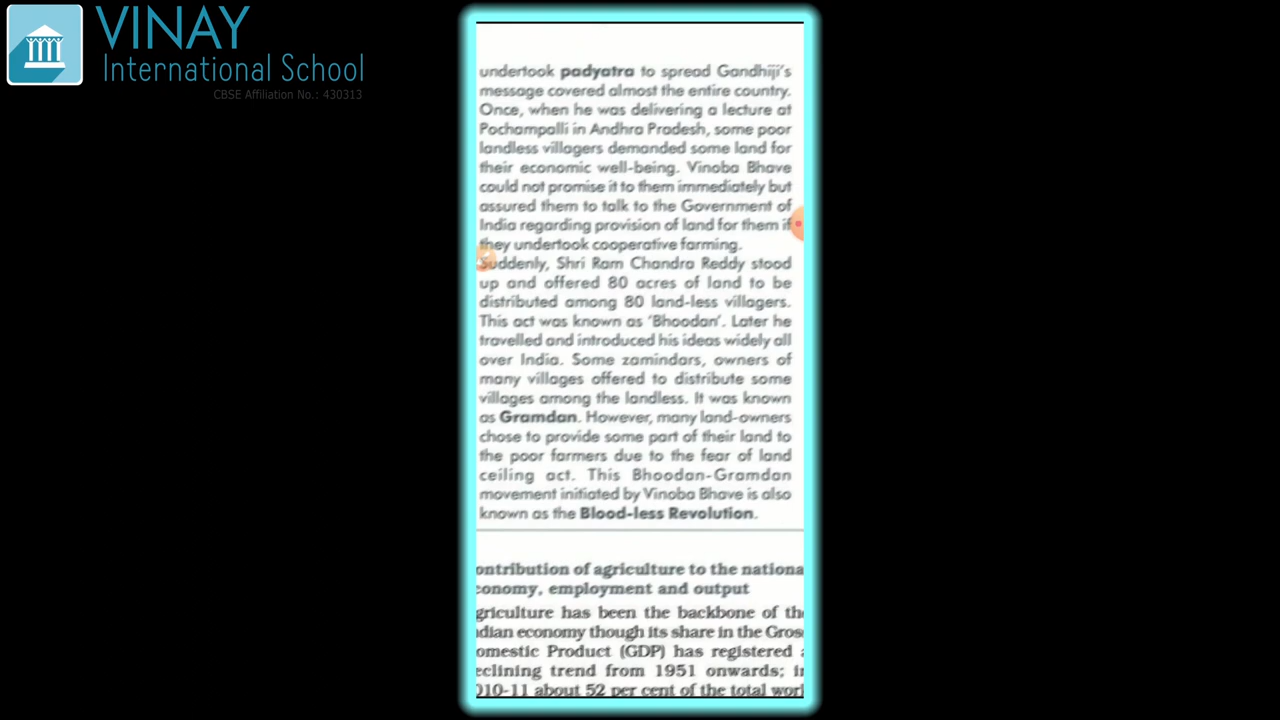 VINAY
International School
CBSE Affiliation No.: 430313
undertook padyatra to spread Gandhiji's
message covered almost the entire country.
Once, when he was delivering a lecture at
Pochampalli in Andhra Pradesh, some poor
landless villagers demanded some land for
their economic well-being. Vinoba Bhave
could not promise it to them immediately but
assured them to talk to the Government of
India regarding provision of land for them if
they undertook cooperative farming.
Suddenly, Shri Ram Chandra Reddy stood
up and offered 80 acres of land to be
distributed among 80 land-less villagers.
This act was known as 'Bhoodan'. Later he
travelled and introduced his ideas widely all
over India. Some zamindars, owners of
many villages offered to distribute some
villages among the landless. It was known
as Gramdan. However, many land-owners
chose to provide some part of their land to
the poor farmers due to the fear of land
ceiling act. This Bhoodan-Gramdan
movement initiated by Vinoba Bhave is also
known as the Blood-less Revolution.
ontribution of agriculture to the nationa
conomy, employment and output
griculture has been the backbone of the
ndian economy though its share in the Gros
omestic Product (GDP) has registered a
eclining trend from 1951 onwards; in
010-11 about 52 per cent of the total work